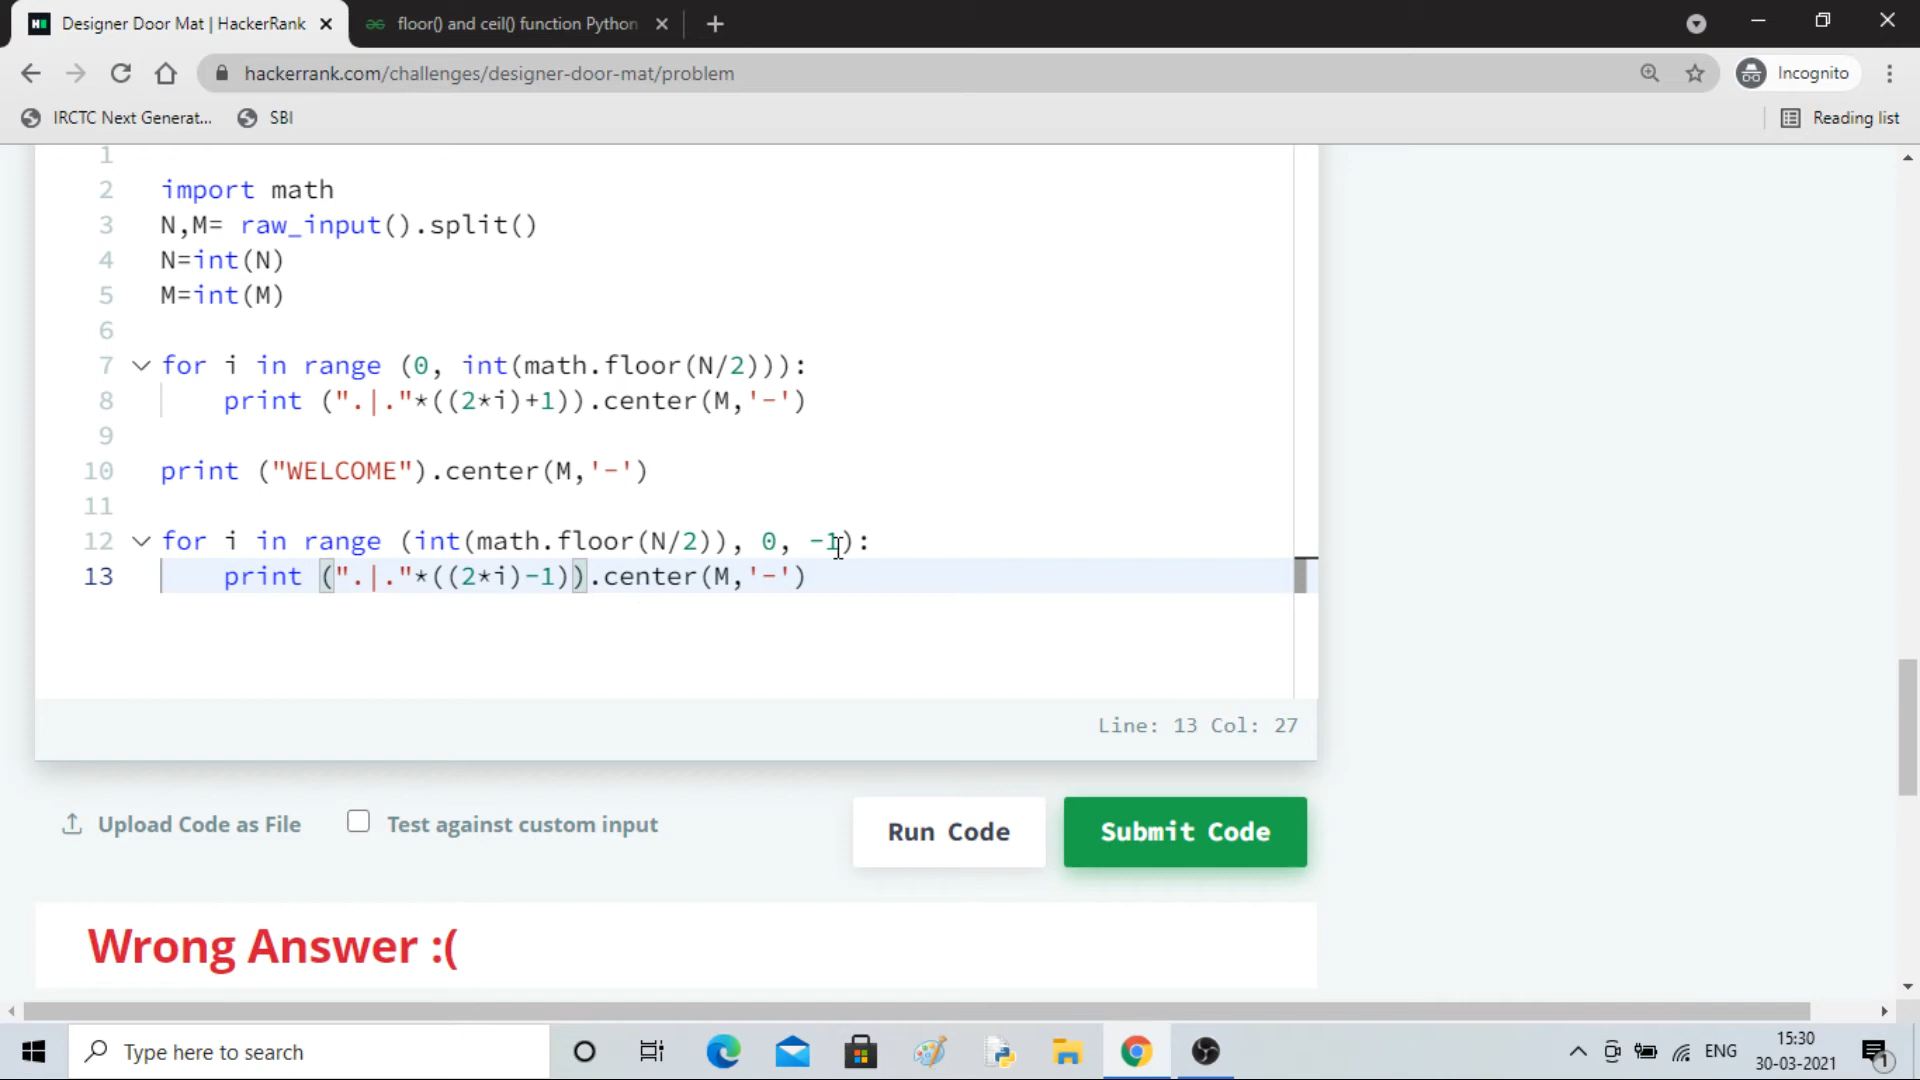 Designer Door Mat | HackerRank
floor() and ceil() function Python
hackerrank.com/challenges/designer-door-mat/problem
Incognito
IRCTC Next Generat...
SBI
Reading list
1
2 import math
3 N,M= raw_input().split()
4 N=int(N)
5 M=int(M)
6
7 for i in range (0, int(math.floor(N/2))):
8 print (".|."*((2*i)+1)).center(M,'-')
9
10 print ("WELCOME").center(M,'-')
11
12 for i in range (int(math.floor(N/2)), 0, -1):
13 print (".|."*((2*i)-1)).center(M,'-')
Line: 13 Col: 27
Upload Code as File
Test against custom input
Run Code
Submit Code
Wrong Answer :(
Type here to search
ENG
15:30
30-03-2021
1